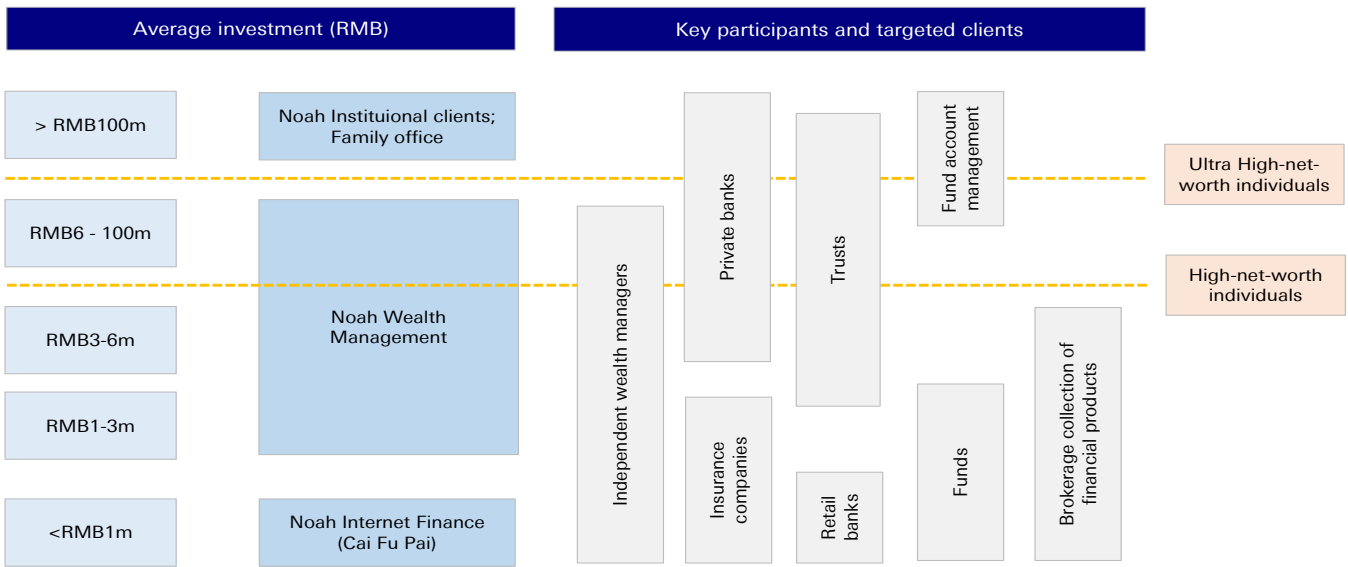 Average investment (RMB)
Key participants and targeted clients
> RMB100m
Noah Instituional clients;
Family office
RMB6 - 100m
RMB3-6m
Noah Wealth
Management
RMB1-3m
<RMB1m
Noah Internet Finance
(Cai Fu Pai)
Independent wealth managers
Private banks
Insurance
companies
Trusts
Retail
banks
Fund account
management
Funds
Brokerage collection of
financial products
Ultra High-net-
worth individuals
High-net-worth
individuals